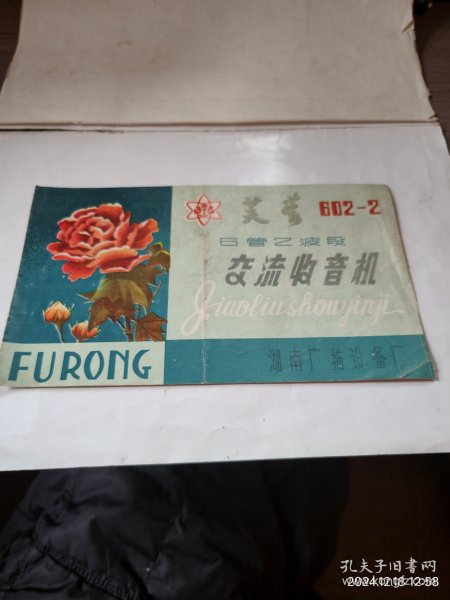 芙蓉 602-2
6管2波段
交流收音机
Jiaoliushouyinji
FURONG
湖南广播设备厂
孔夫子旧书网
2024.12.18 12:58